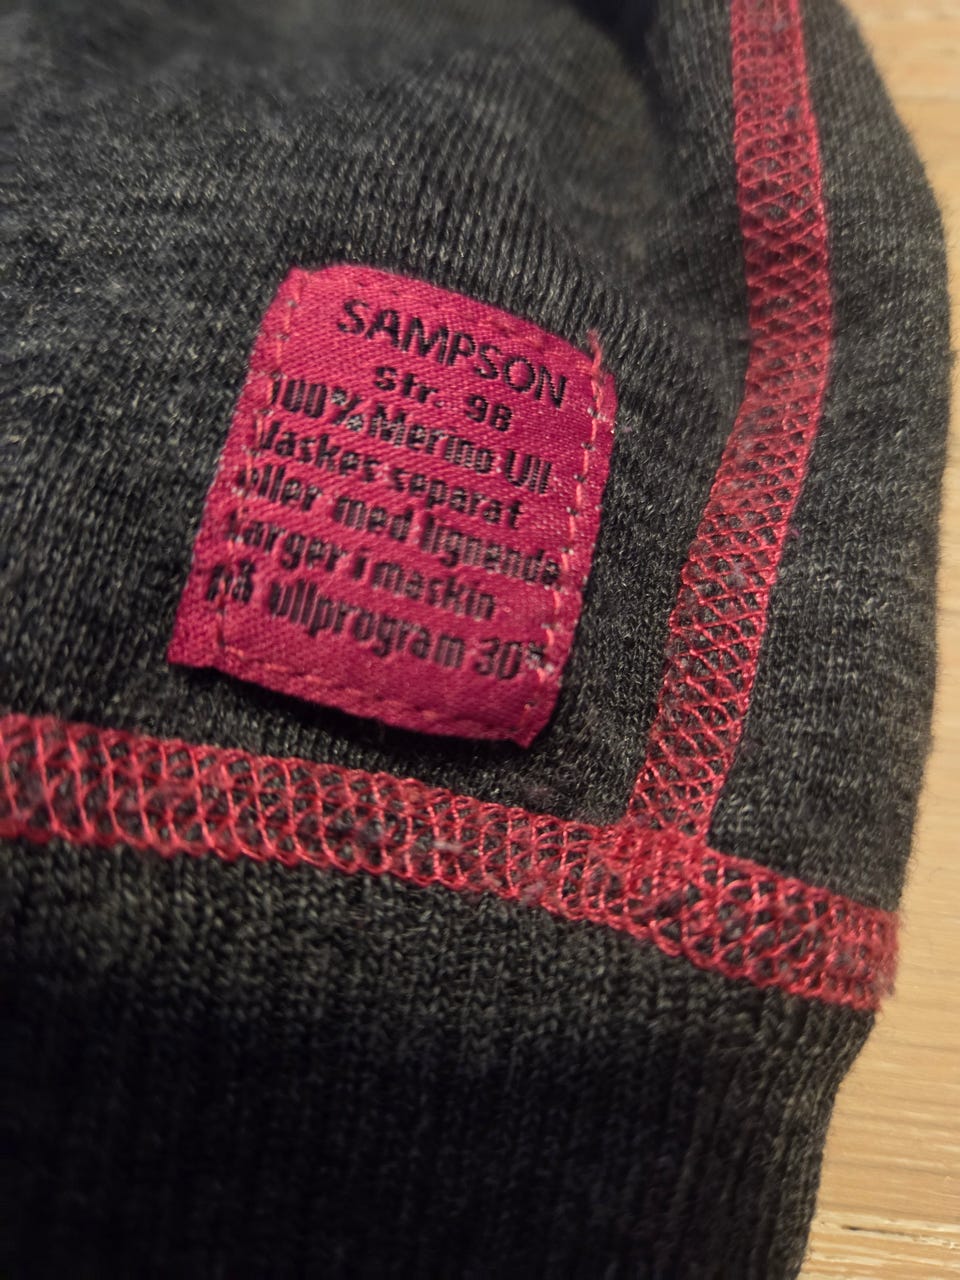 SAMPSON
Str. 98
100% Merino Ull
Vaskes separat
eller med lignende
farger i maskin
på ullprogram 30°